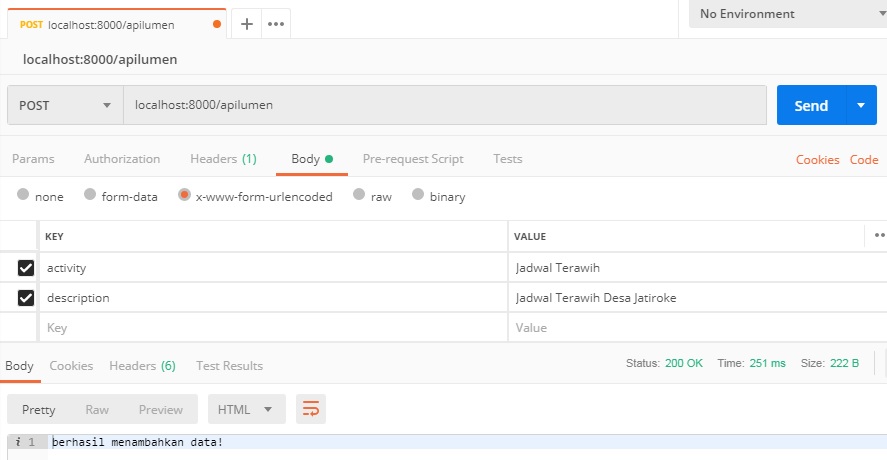 POST localhost:8000/apilumen
No Environment
localhost:8000/apilumen
POST localhost:8000/apilumen Send
Params Authorization Headers (1) Body Pre-request Script Tests Cookies Code
none form-data x-www-form-urlencoded raw binary
KEY VALUE
activity Jadwal Terawih
description Jadwal Terawih Desa Jatiroke
Key Value
Body Cookies Headers (6) Test Results Status: 200 OK Time: 251 ms Size: 222 B
Pretty Raw Preview HTML
i 1 berhasil menambahkan data!